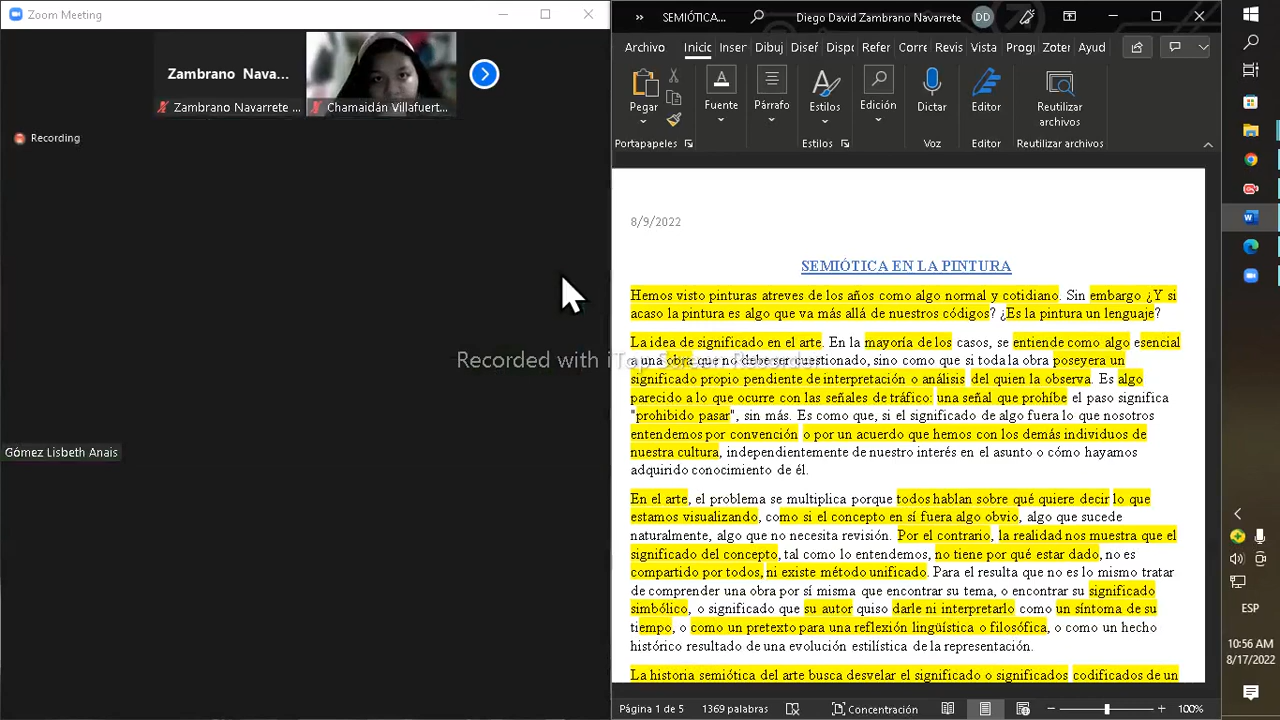 Zoom Meeting
Zambrano Nava...
Zambrano Navarrete ...
Chamaidán Villafuert...
Recording
Gómez Lisbeth Anais
Recorded with iTop Screen Recorder
» SEMIÓTICA... Diego David Zambrano Navarrete DD
Archivo Inicio Inser Dibuj Diseñ Dispo Refer Corre Revis Vista Progr Zoter Ayud
Pegar Fuente Párrafo Estilos Edición Dictar Editor Reutilizar
archivos
Portapapeles Estilos Voz Editor Reutilizar archivos
8/9/2022
SEMIÓTICA EN LA PINTURA
Hemos visto pinturas atreves de los años como algo normal y cotidiano. Sin embargo ¿Y si
acaso la pintura es algo que va más allá de nuestros códigos? ¿Es la pintura un lenguaje?
La idea de significado en el arte. En la mayoría de los casos, se entiende como algo esencial
a una obra que no debe ser cuestionado, sino como que si toda la obra poseyera un
significado propio pendiente de interpretación o análisis del quien la observa. Es algo
parecido a lo que ocurre con las señales de tráfico: una señal que prohíbe el paso significa
"prohibido pasar", sin más. Es como que, si el significado de algo fuera lo que nosotros
entendemos por convención o por un acuerdo que hemos con los demás individuos de
nuestra cultura, independientemente de nuestro interés en el asunto o cómo hayamos
adquirido conocimiento de él.
En el arte, el problema se multiplica porque todos hablan sobre qué quiere decir lo que
estamos visualizando, como si el concepto en sí fuera algo obvio, algo que sucede
naturalmente, algo que no necesita revisión. Por el contrario, la realidad nos muestra que el
significado del concepto, tal como lo entendemos, no tiene por qué estar dado, no es
compartido por todos, ni existe método unificado. Para el resulta que no es lo mismo tratar
de comprender una obra por sí misma que encontrar su tema, o encontrar su significado
simbólico, o significado que su autor quiso darle ni interpretarlo como un síntoma de su
tiempo, o como un pretexto para una reflexión lingüística o filosófica, o como un hecho
histórico resultado de una evolución estilística de la representación.
La historia semiótica del arte busca desvelar el significado o significados codificados de un
Página 1 de 5 1369 palabras Concentración 100%
ESP
10:56 AM
8/17/2022